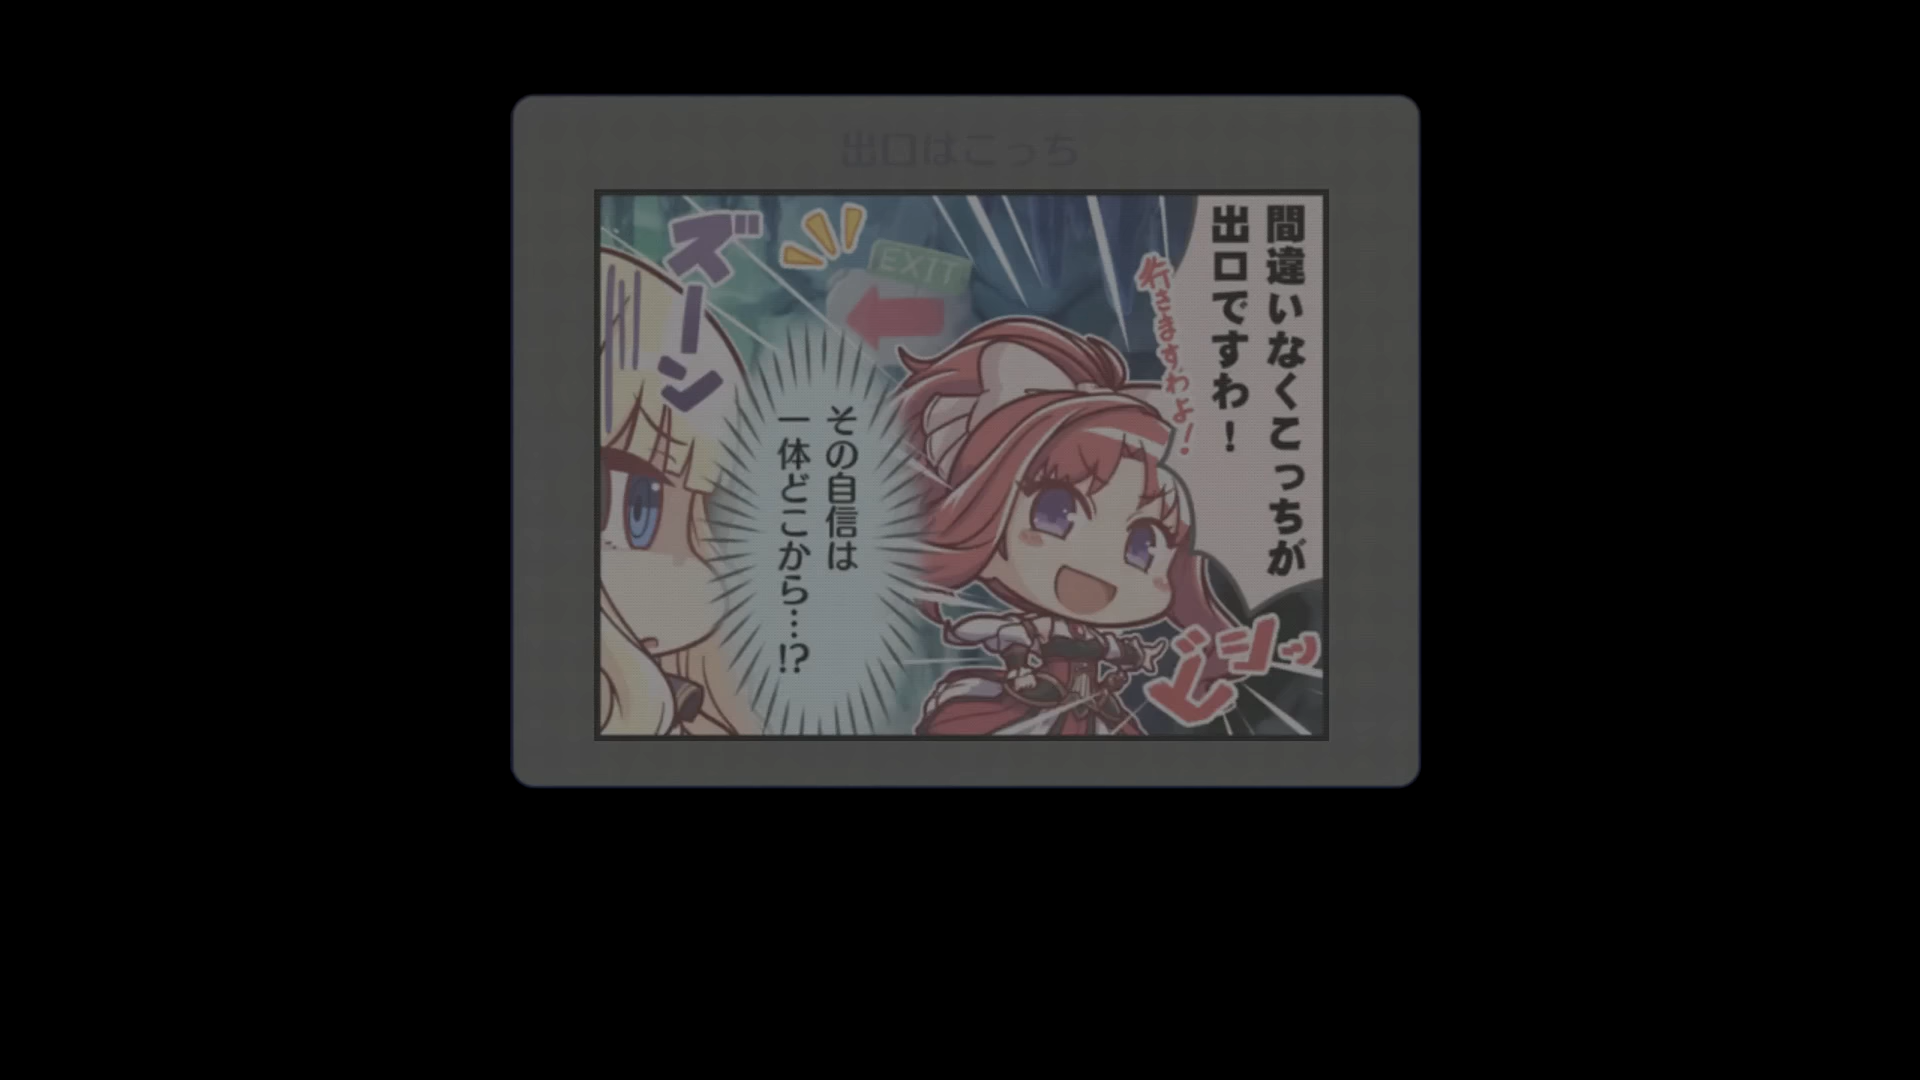 出口はこっち
間違いなくこっちが
出口ですわ！
行きますわよ！
EXIT
ズーン
その自信は
一体どこから…!?
ビシッ